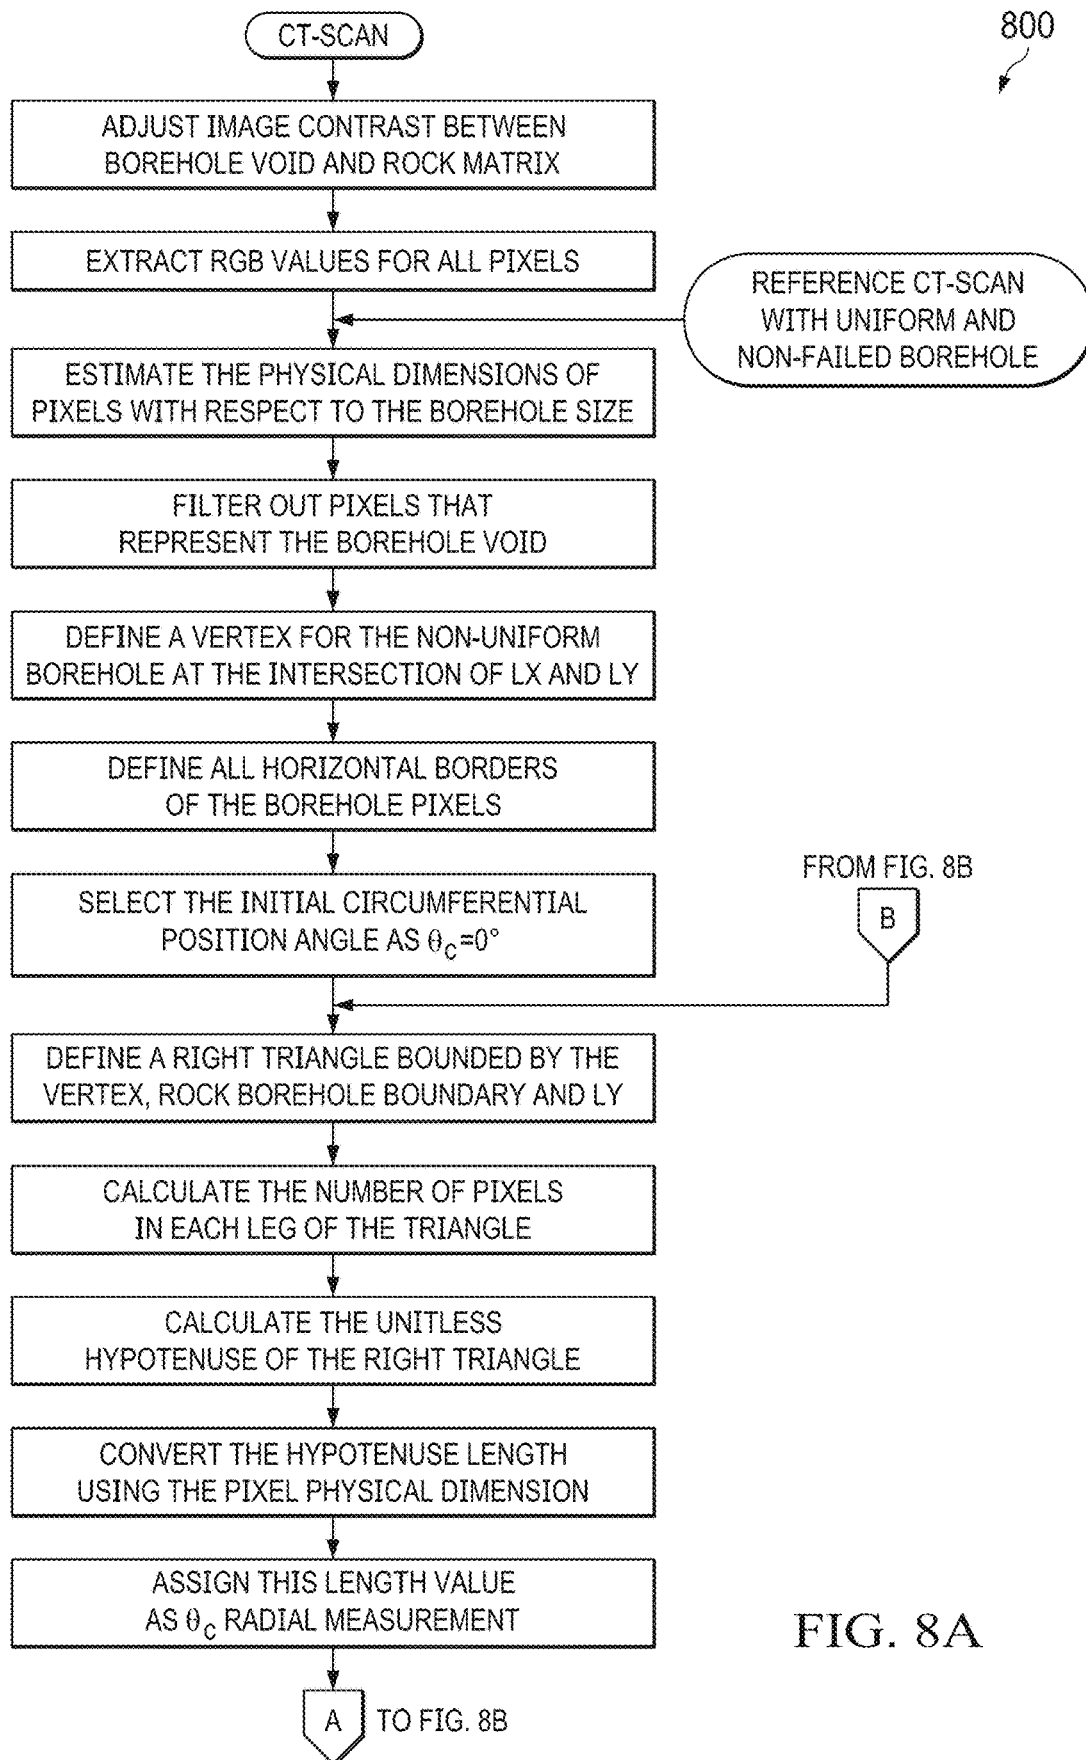 CT-SCAN
800
ADJUST IMAGE CONTRAST BETWEEN
BOREHOLE VOID AND ROCK MATRIX
EXTRACT RGB VALUES FOR ALL PIXELS
REFERENCE CT-SCAN
WITH UNIFORM AND
NON-FAILED BOREHOLE
ESTIMATE THE PHYSICAL DIMENSIONS OF
PIXELS WITH RESPECT TO THE BOREHOLE SIZE
FILTER OUT PIXELS THAT
REPRESENT THE BOREHOLE VOID
DEFINE A VERTEX FOR THE NON-UNIFORM
BOREHOLE AT THE INTERSECTION OF LX AND LY
DEFINE ALL HORIZONTAL BORDERS
OF THE BOREHOLE PIXELS
SELECT THE INITIAL CIRCUMFERENTIAL
POSITION ANGLE AS θc=0°
FROM FIG. 8B
B
DEFINE A RIGHT TRIANGLE BOUNDED BY THE
VERTEX, ROCK BOREHOLE BOUNDARY AND LY
CALCULATE THE NUMBER OF PIXELS
IN EACH LEG OF THE TRIANGLE
CALCULATE THE UNITLESS
HYPOTENUSE OF THE RIGHT TRIANGLE
CONVERT THE HYPOTENUSE LENGTH
USING THE PIXEL PHYSICAL DIMENSION
ASSIGN THIS LENGTH VALUE
AS θc RADIAL MEASUREMENT
FIG. 8A
A TO FIG. 8B